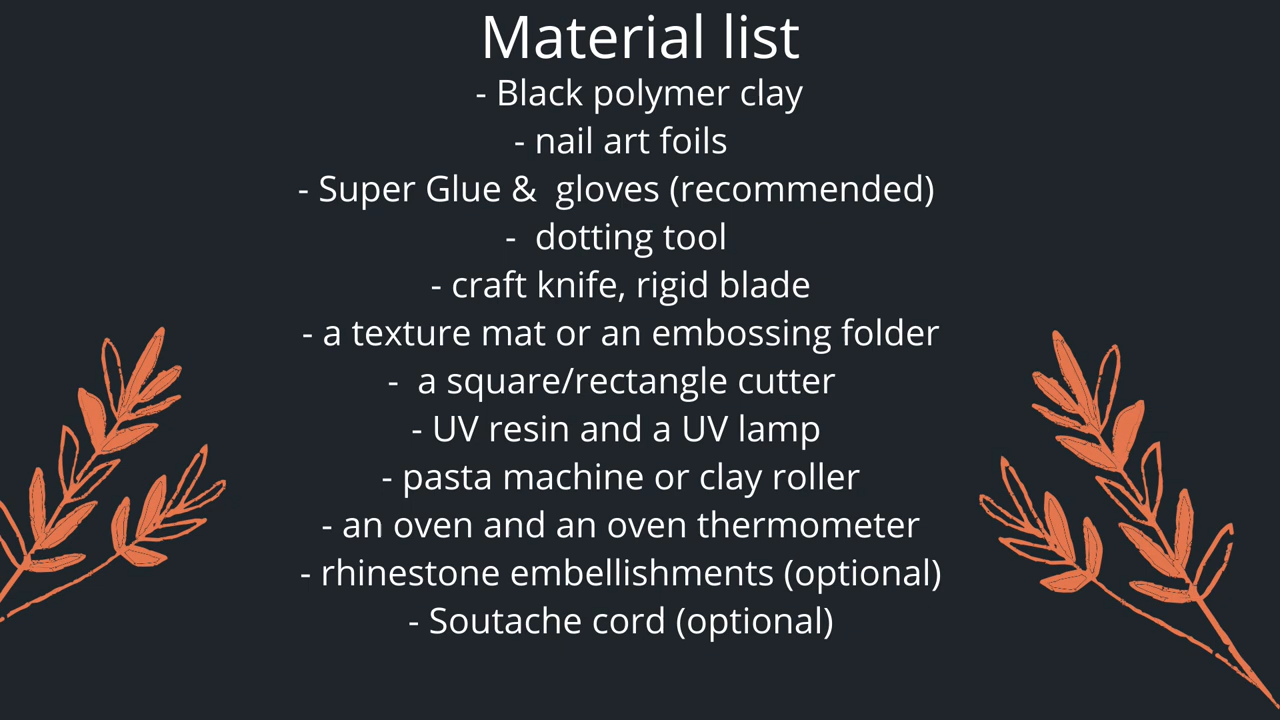 Material list
- Black polymer clay
- nail art foils
- Super Glue &  gloves (recommended)
-  dotting tool
- craft knife, rigid blade
- a texture mat or an embossing folder
-  a square/rectangle cutter
- UV resin and a UV lamp
- pasta machine or clay roller
- an oven and an oven thermometer
- rhinestone embellishments (optional)
- Soutache cord (optional)